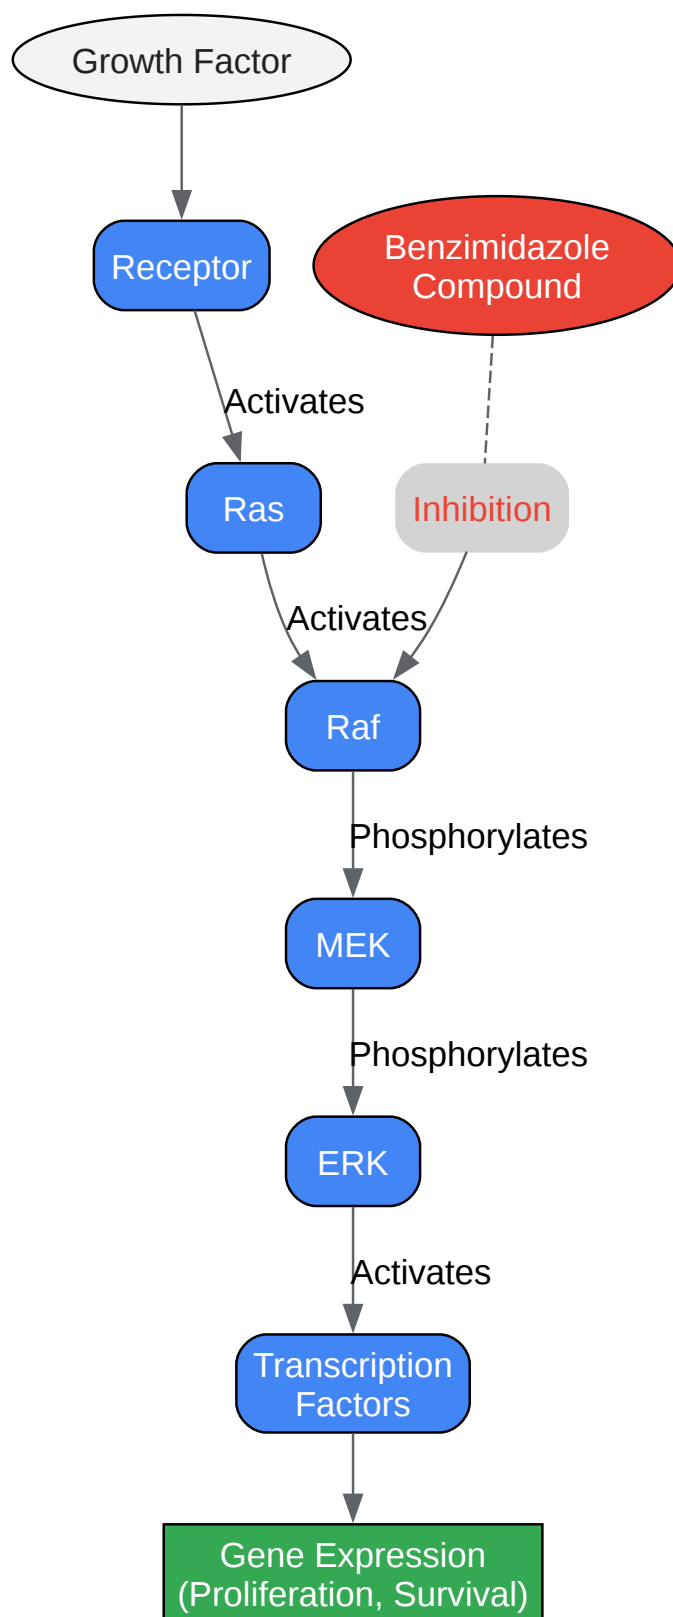 Growth Factor
Receptor
Benzimidazole
Compound
Activates
Ras
Inhibition
Activates
Raf
Phosphorylates
MEK
Phosphorylates
ERK
Activates
Transcription
Factors
Gene Expression
(Proliferation, Survival)